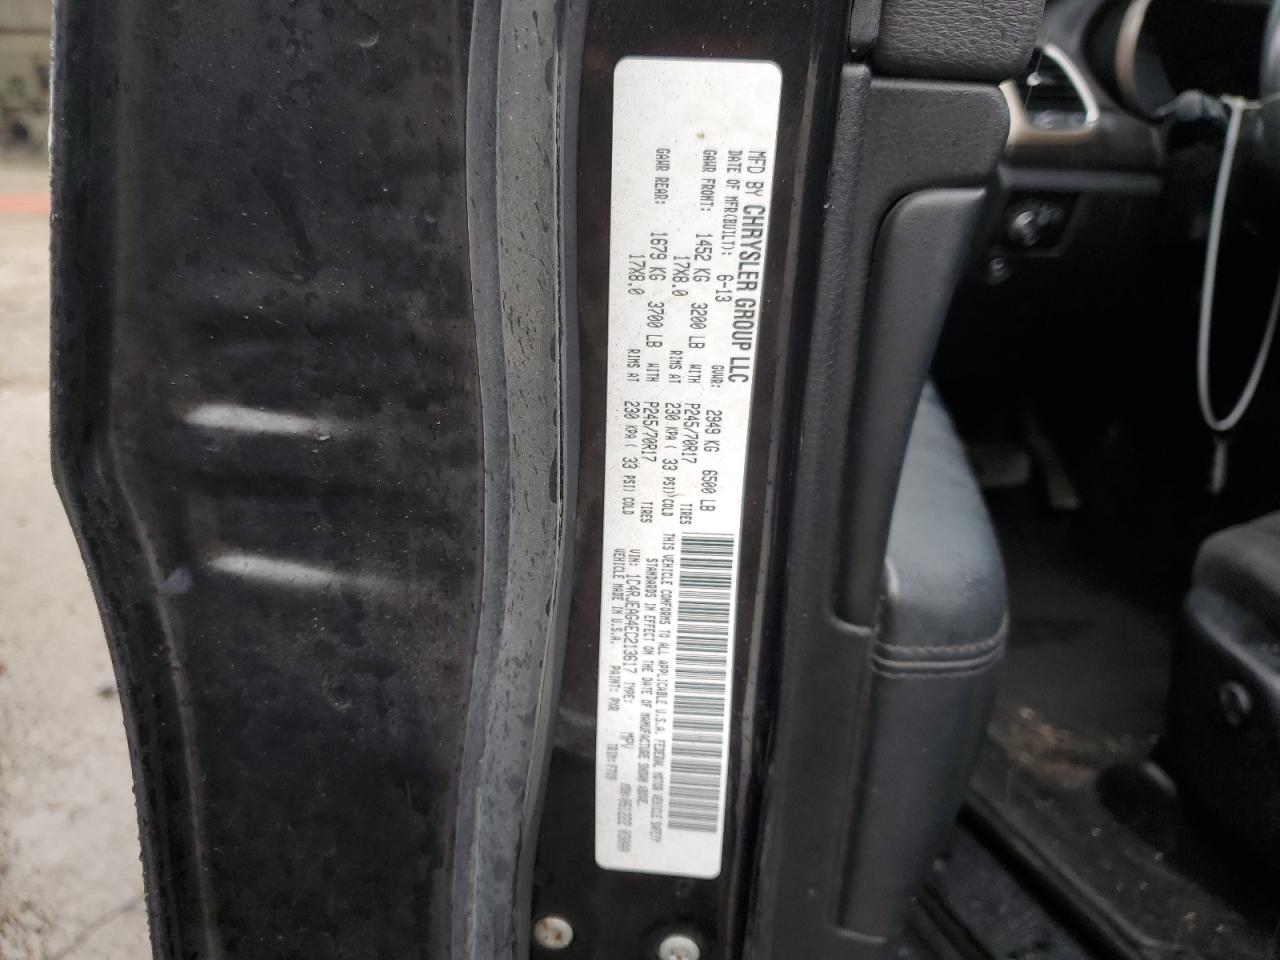 MFD BY CHRYSLER GROUP LLC
DATE OF MFR(BUILT): 6-13 GVWR: 2949 KG 6500 LB
GAWR FRONT: 1452 KG 3200 LB WITH P245/70R17 TIRES
17X8.0 RIMS AT 230 KPA( 33 PSI) COLD
GAWR REAR: 1679 KG 3700 LB WITH P245/70R17 TIRES
17X8.0 RIMS AT 230 KPA( 33 PSI) COLD
THIS VEHICLE CONFORMS TO ALL APPLICABLE U.S.A. FEDERAL MOTOR VEHICLE SAFETY
STANDARDS IN EFFECT ON THE DATE OF MANUFACTURE SHOWN ABOVE.
VIN: 1C4RJEAG4EC213617 TYPE: MPV
VEHICLE MADE IN U.S.A. PAINT: PXR